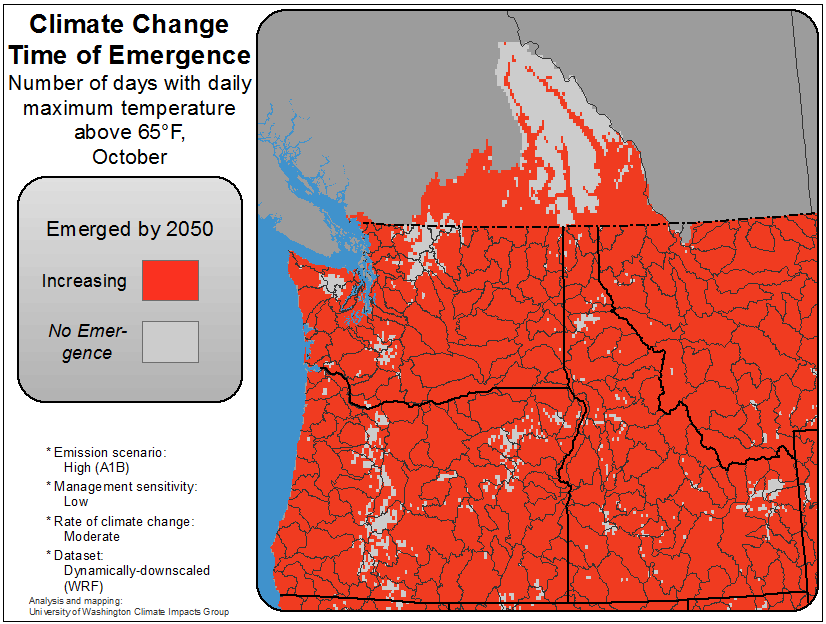 Climate Change
Time of Emergence
Number of days with daily
maximum temperature
above 65°F,
October
Emerged by 2050
Increasing
No Emer-
gence
* Emission scenario:
High (A1B)
* Management sensitivity:
Low
* Rate of climate change:
Moderate
* Dataset:
Dynamically-downscaled
(WRF)
Analysis and mapping:
University of Washington Climate Impacts Group